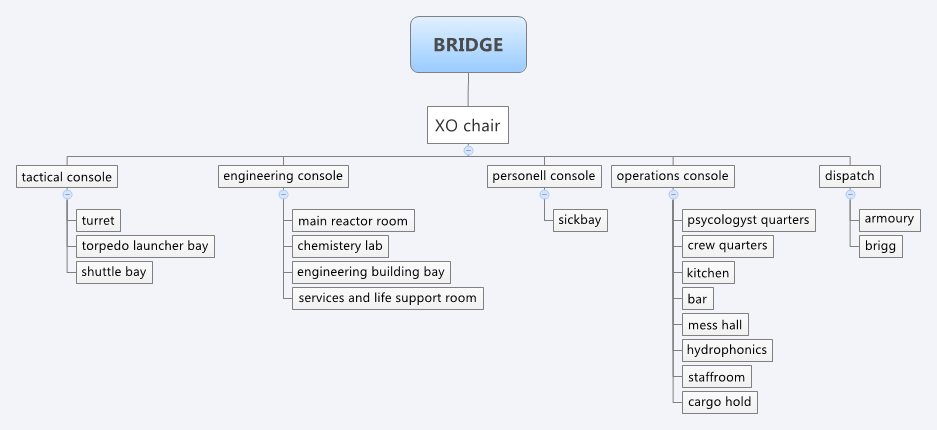 BRIDGE
XO chair
tactical console
engineering console
personell console
operations console
dispatch
turret
torpedo launcher bay
shuttle bay
main reactor room
chemistery lab
engineering building bay
services and life support room
sickbay
psycologyst quarters
crew quarters
kitchen
bar
mess hall
hydrophonics
staffroom
cargo hold
armoury
brigg